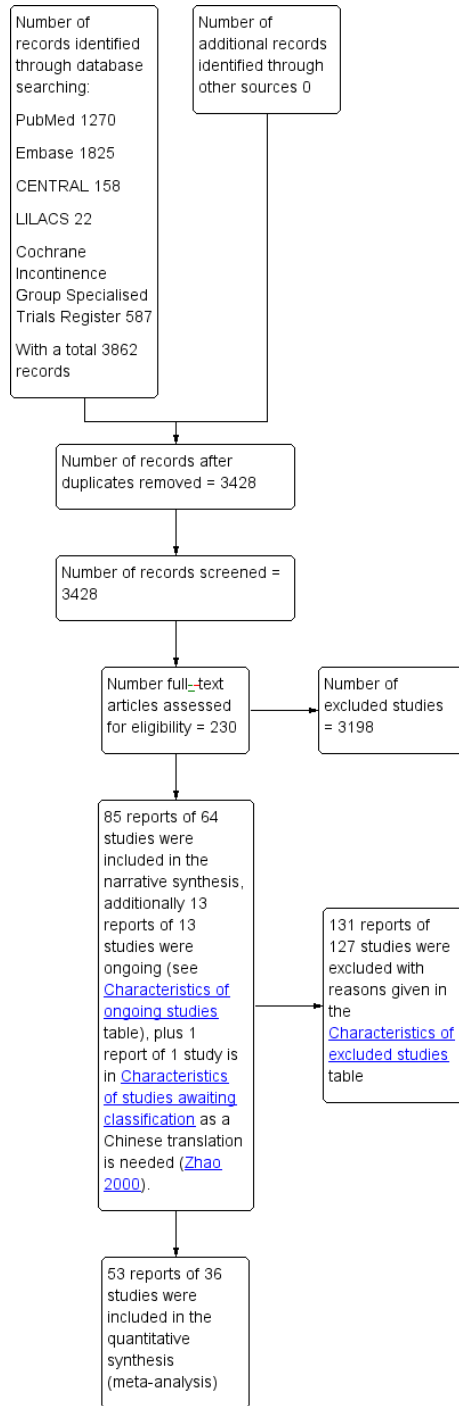 Number of
records identified
through database
searching:
PubMed 1270
Embase 1825
CENTRAL 158
LILACS 22
Cochrane
Incontinence
Group Specialised
Trials Register 587
With a total 3862
records
Number of
additional records
identified through
other sources 0
Number of records after
duplicates removed = 3428
Number of records screened =
3428
Number full--text
articles assessed
for eligibility = 230
Number of
excluded studies
= 3198
85 reports of 64
studies were
included in the
narrative synthesis,
additionally 13
reports of 13
studies were
ongoing (see
Characteristics of
ongoing studies
table), plus 1
report of 1 study is
in Characteristics
of studies awaiting
classification as a
Chinese translation
is needed (Zhao
2000).
131 reports of
127 studies were
excluded with
reasons given in
the
Characteristics of
excluded studies
table
53 reports of 36
studies were
included in the
quantitative
synthesis
(meta-analysis)